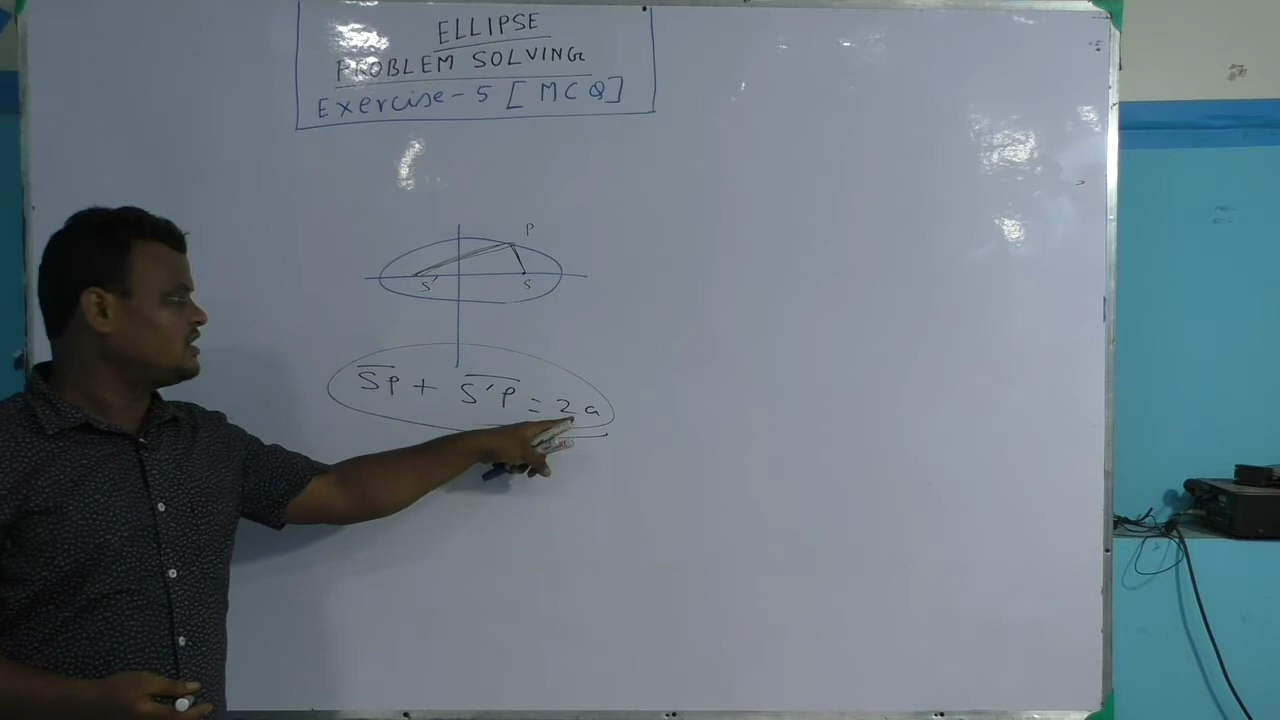 ELLIPSE
PROBLEM SOLVING
Exercise-5 [MCQ]
P
S'
S
SP + S'P = 2a